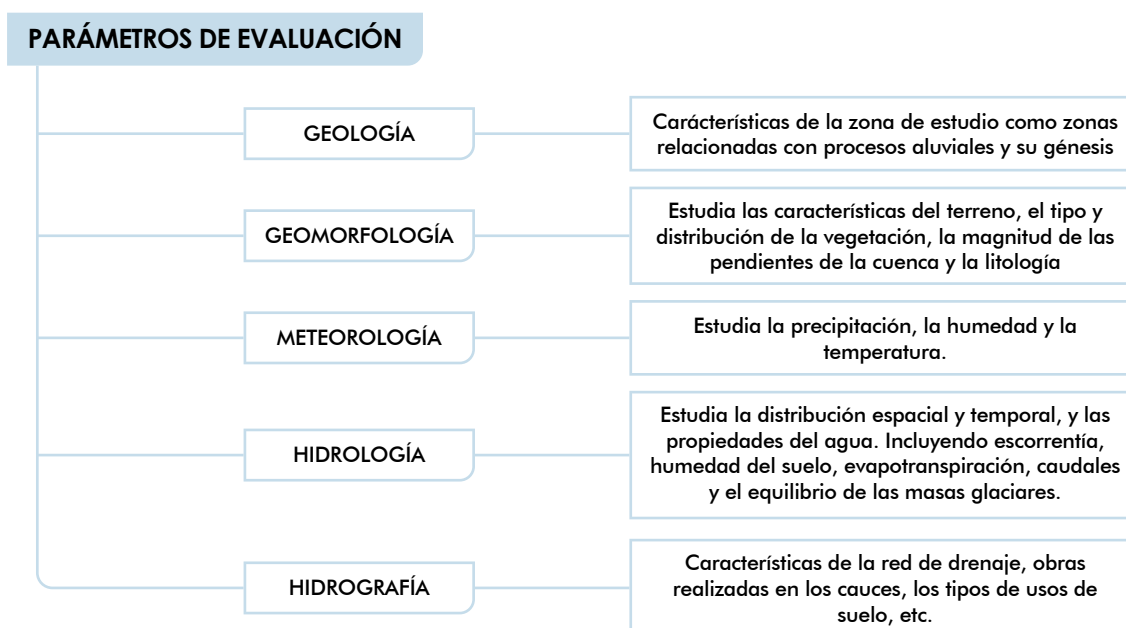 PARÁMETROS DE EVALUACIÓN
GEOLOGÍA
Carácterísticas de la zona de estudio como zonas
relacionadas con procesos aluviales y su génesis
GEOMORFOLOGÍA
Estudia las características del terreno, el tipo y
distribución de la vegetación, la magnitud de las
pendientes de la cuenca y la litología
METEOROLOGÍA
Estudia la precipitación, la humedad y la
temperatura.
HIDROLOGÍA
Estudia la distribución espacial y temporal, y las
propiedades del agua. Incluyendo escorrentía,
humedad del suelo, evapotranspiración, caudales
y el equilibrio de las masas glaciares.
HIDROGRAFÍA
Características de la red de drenaje, obras
realizadas en los cauces, los tipos de usos de
suelo, etc.